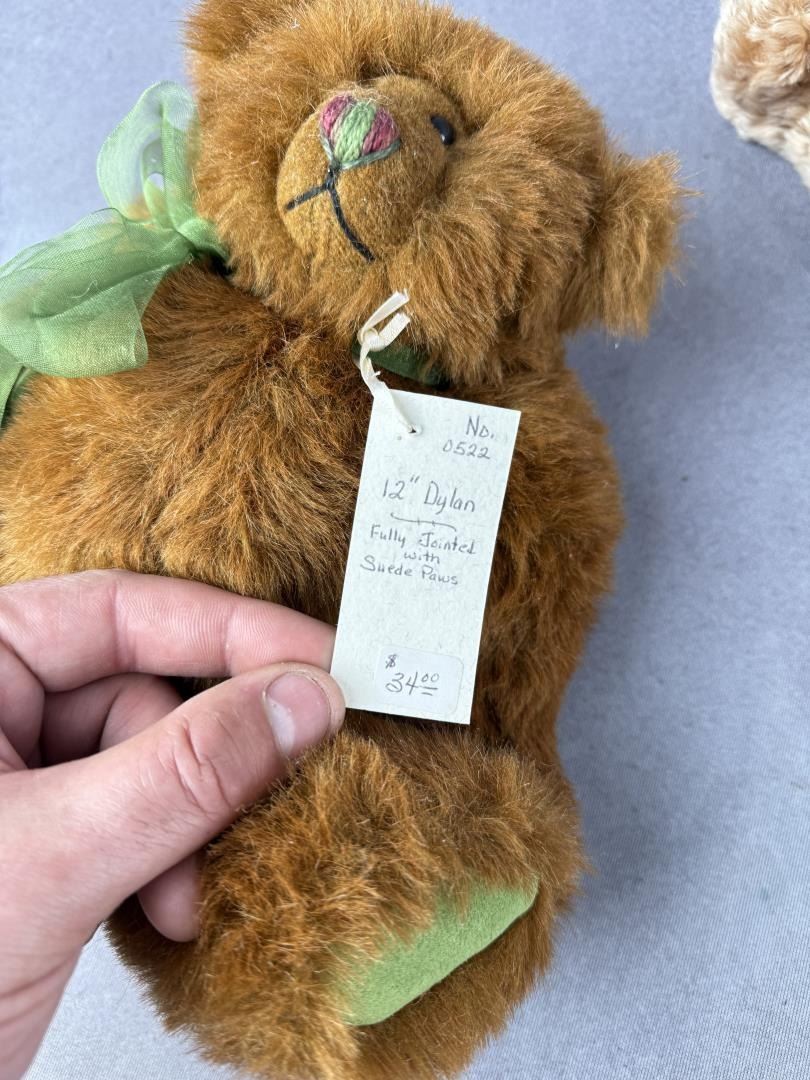 No.
0522
12" Dylan
Fully Jointed
with
Suede Paws
$
34.00